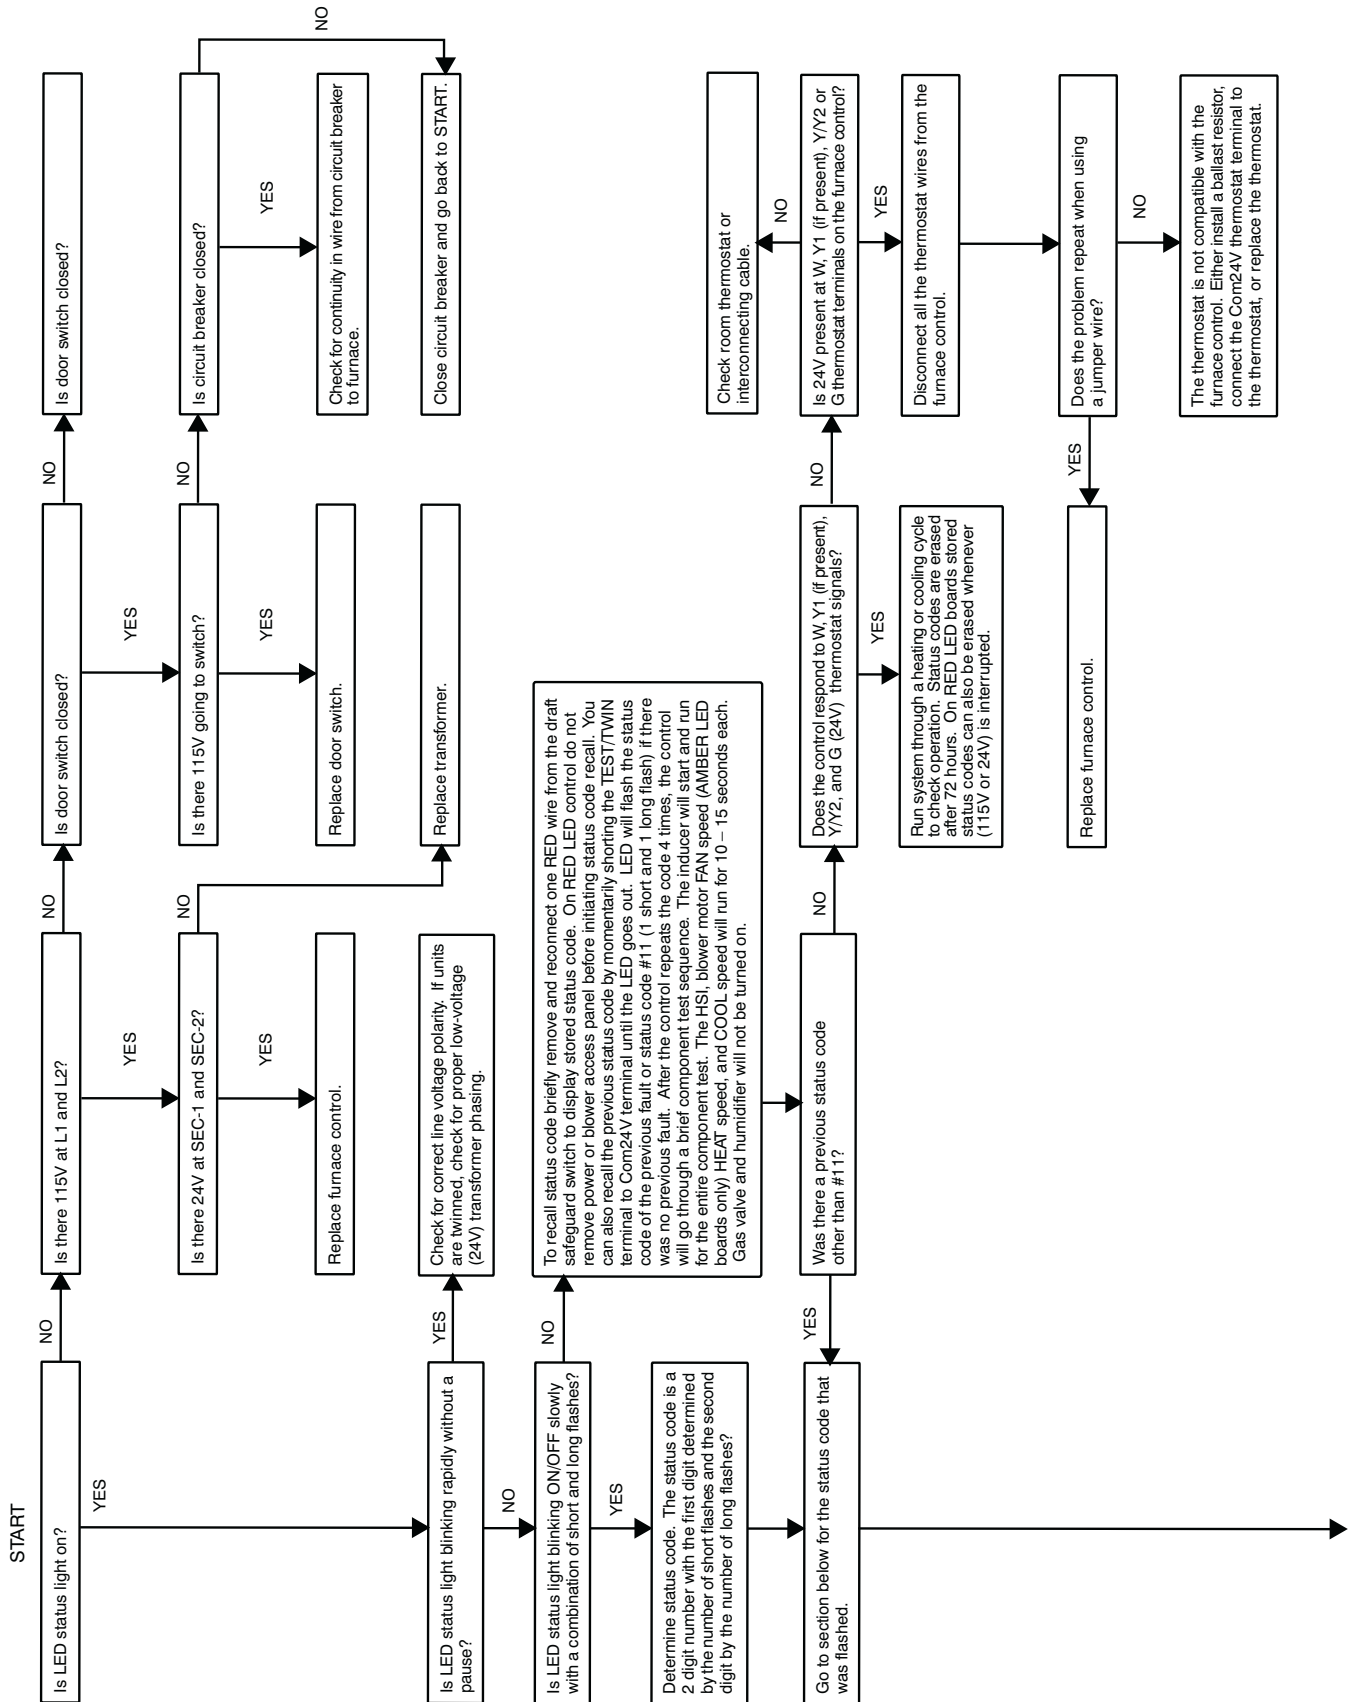 START
Is LED status light on?
NO
Is there 115V at L1 and L2?
NO
Is door switch closed?
NO
Is door switch closed?
YES
YES
YES
Is there 24V at SEC-1 and SEC-2?
NO
Is there 115V going to switch?
NO
Is circuit breaker closed?
NO
YES
YES
YES
Replace furnace control.
Replace door switch.
Check for continuity in wire from circuit breaker
to furnace.
Replace transformer.
Close circuit breaker and go back to START.
Is LED status light blinking rapidly without a
pause?
YES
Check for correct line voltage polarity. If units
are twinned, check for proper low-voltage
(24V) transformer phasing.
NO
Is LED status light blinking ON/OFF slowly
with a combination of short and long flashes?
NO
To recall status code briefly remove and reconnect one RED wire from the draft
safeguard switch to display stored status code. On RED LED control do not
remove power or blower access panel before initiating status code recall. You
can also recall the previous status code by momentarily shorting the TEST/TWIN
terminal to Com24V terminal until the LED goes out. LED will flash the status
code of the previous fault or status code #11 (1 short and 1 long flash) if there
was no previous fault. After the control repeats the code 4 times, the control
will go through a brief component test sequence. The inducer will start and run
for the entire component test. The HSI, blower motor FAN speed (AMBER LED
boards only) HEAT speed, and COOL speed will run for 10 – 15 seconds each.
Gas valve and humidifier will not be turned on.
YES
Determine status code. The status code is a
2 digit number with the first digit determined
by the number of short flashes and the second
digit by the number of long flashes?
Go to section below for the status code that
was flashed.
YES
Was there a previous status code
other than #11?
NO
Does the control respond to W, Y1 (if present),
Y/Y2, and G (24V) thermostat signals?
NO
Is 24V present at W, Y1 (if present), Y/Y2 or
G thermostat terminals on the furnace control?
NO
Check room thermostat or
interconnecting cable.
YES
Run system through a heating or cooling cycle
to check operation. Status codes are erased
after 72 hours. On RED LED boards stored
status codes can also be erased whenever
(115V or 24V) is interrupted.
YES
Disconnect all the thermostat wires from the
furnace control.
Does the problem repeat when using
a jumper wire?
YES
Replace furnace control.
NO
The thermostat is not compatible with the
furnace control. Either install a ballast resistor,
connect the Com24V thermostat terminal to
the thermostat, or replace the thermostat.